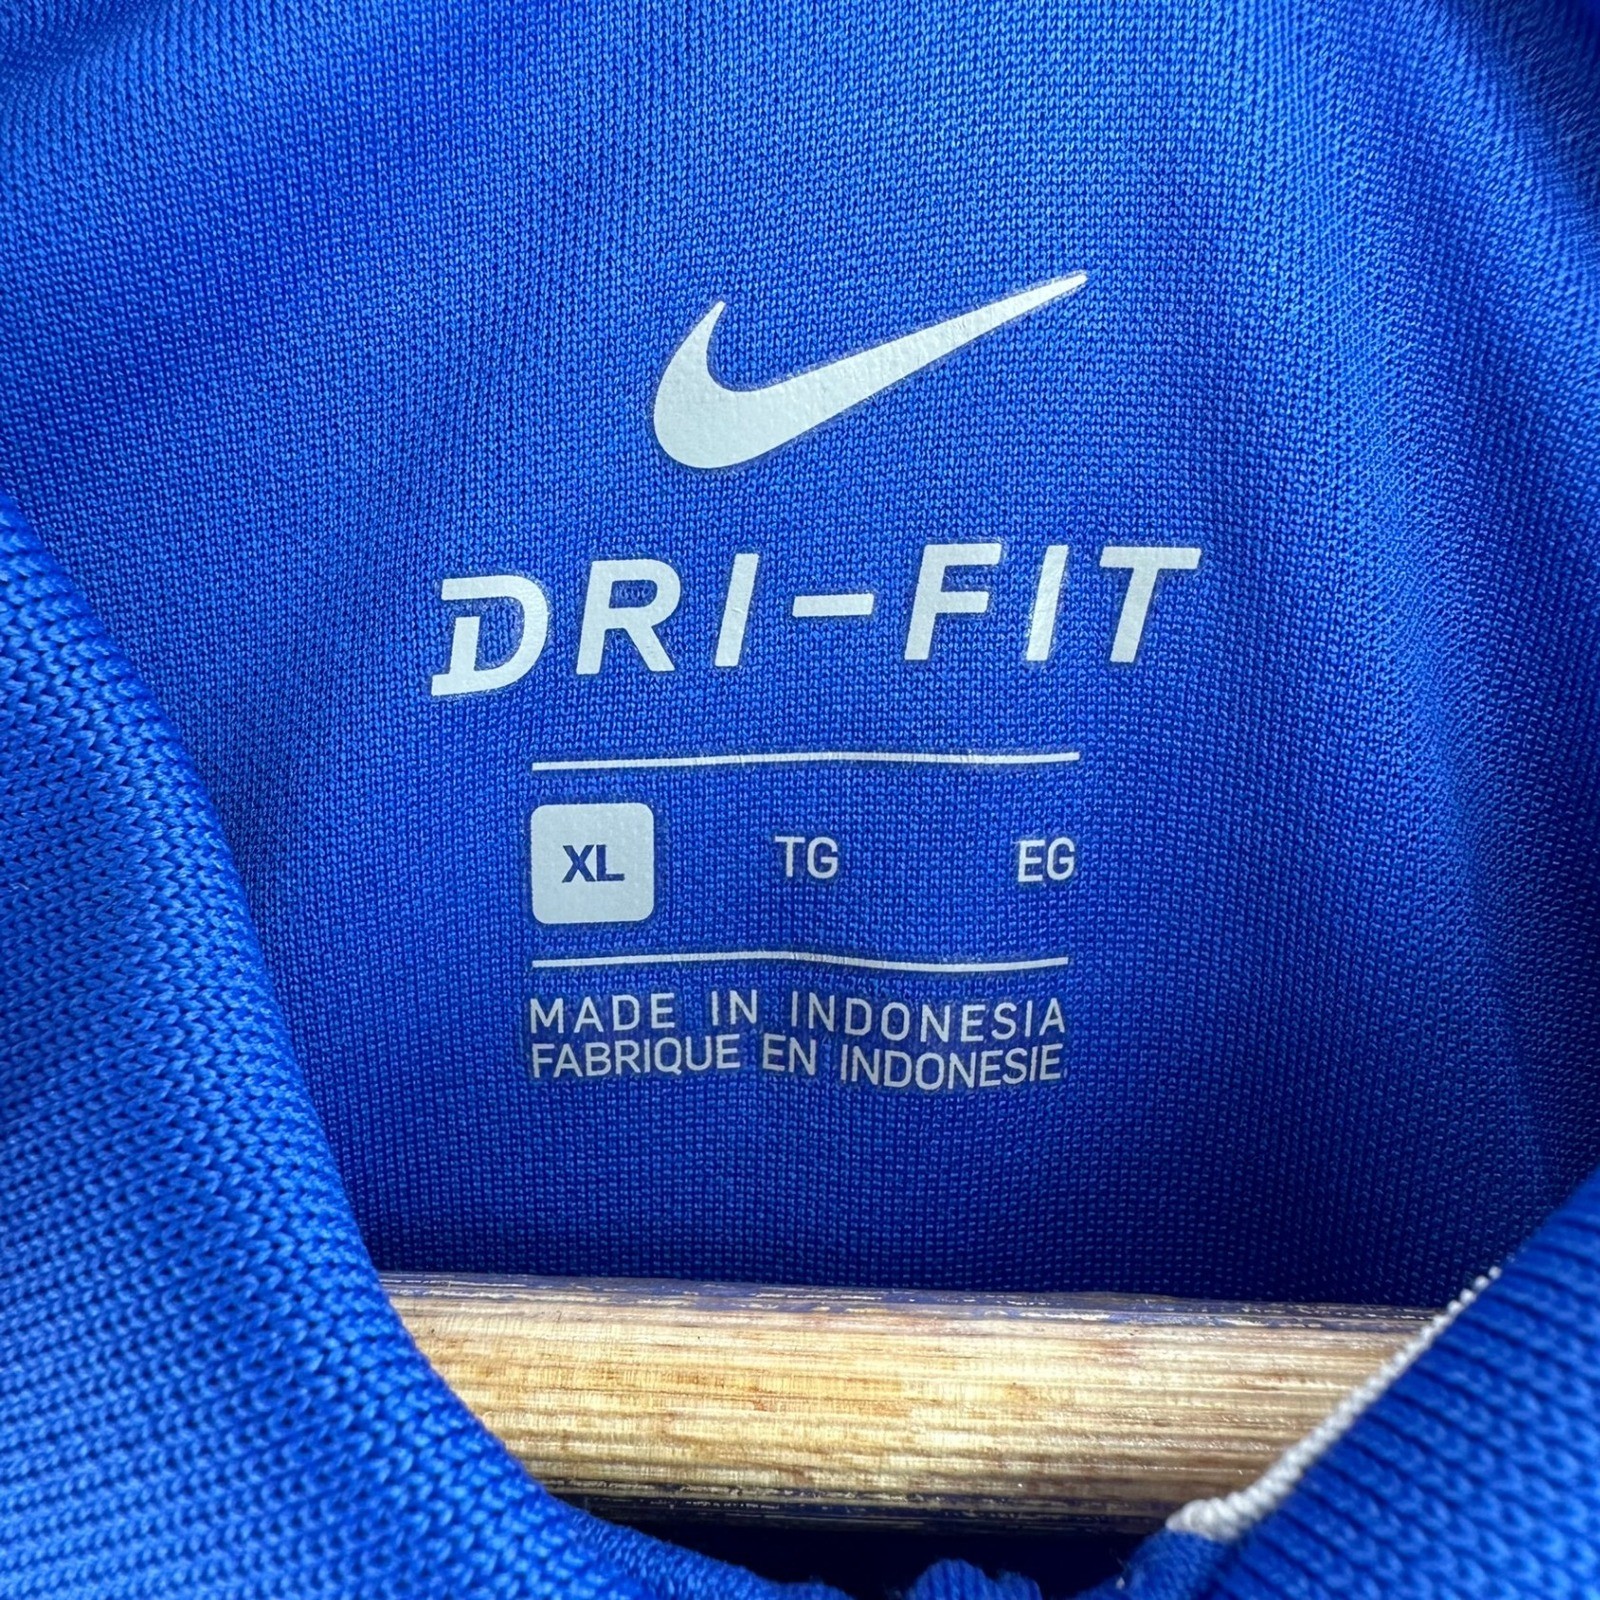 DRI-FIT
XL TG EG
MADE IN INDONESIA
FABRIQUE EN INDONESIE